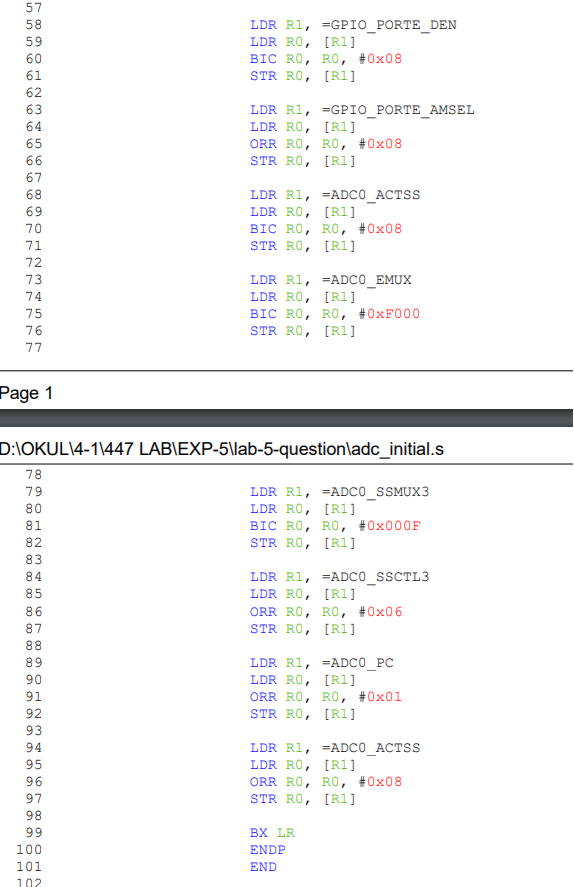 57
58 LDR R1, =GPIO_PORTE_DEN
59 LDR R0, [R1]
60 BIC R0, R0, #0x08
61 STR R0, [R1]
62
63 LDR R1, =GPIO_PORTE_AMSEL
64 LDR R0, [R1]
65 ORR R0, R0, #0x08
66 STR R0, [R1]
67
68 LDR R1, =ADC0_ACTSS
69 LDR R0, [R1]
70 BIC R0, R0, #0x08
71 STR R0, [R1]
72
73 LDR R1, =ADC0_EMUX
74 LDR R0, [R1]
75 BIC R0, R0, #0xF000
76 STR R0, [R1]
77
Page 1
D:\OKUL\4-1\447 LAB\EXP-5\lab-5-question\adc_initial.s
78
79 LDR R1, =ADC0_SSMUX3
80 LDR R0, [R1]
81 BIC R0, R0, #0x000F
82 STR R0, [R1]
83
84 LDR R1, =ADC0_SSCTL3
85 LDR R0, [R1]
86 ORR R0, R0, #0x06
87 STR R0, [R1]
88
89 LDR R1, =ADC0_PC
90 LDR R0, [R1]
91 ORR R0, R0, #0x01
92 STR R0, [R1]
93
94 LDR R1, =ADC0_ACTSS
95 LDR R0, [R1]
96 ORR R0, R0, #0x08
97 STR R0, [R1]
98
99 BX LR
100 ENDP
101 END
102